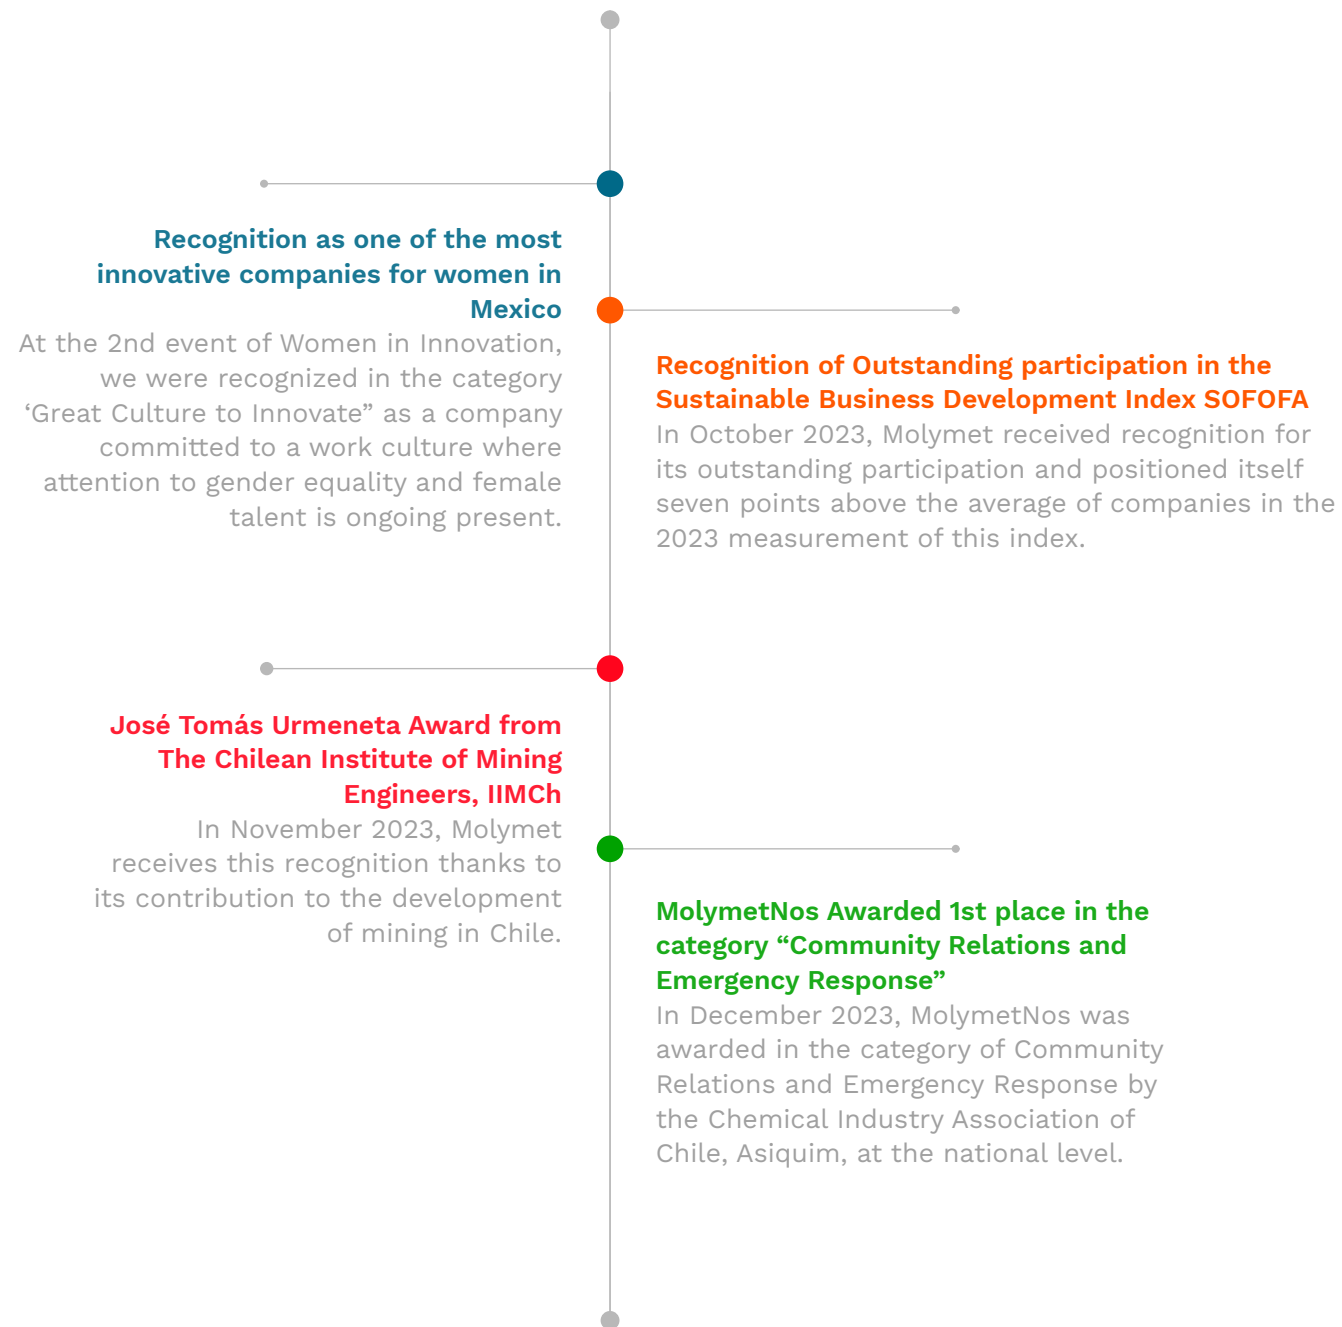 Recognition as one of the most
innovative companies for women in
Mexico
At the 2nd event of Women in Innovation,
we were recognized in the category
‘Great Culture to Innovate” as a company
committed to a work culture where
attention to gender equality and female
talent is ongoing present.
Recognition of Outstanding participation in the
Sustainable Business Development Index SOFOFA
In October 2023, Molymet received recognition for
its outstanding participation and positioned itself
seven points above the average of companies in the
2023 measurement of this index.
José Tomás Urmeneta Award from
The Chilean Institute of Mining
Engineers, IIMCh
In November 2023, Molymet
receives this recognition thanks to
its contribution to the development
of mining in Chile.
MolymetNos Awarded 1st place in the
category “Community Relations and
Emergency Response”
In December 2023, MolymetNos was
awarded in the category of Community
Relations and Emergency Response by
the Chemical Industry Association of
Chile, Asiquim, at the national level.